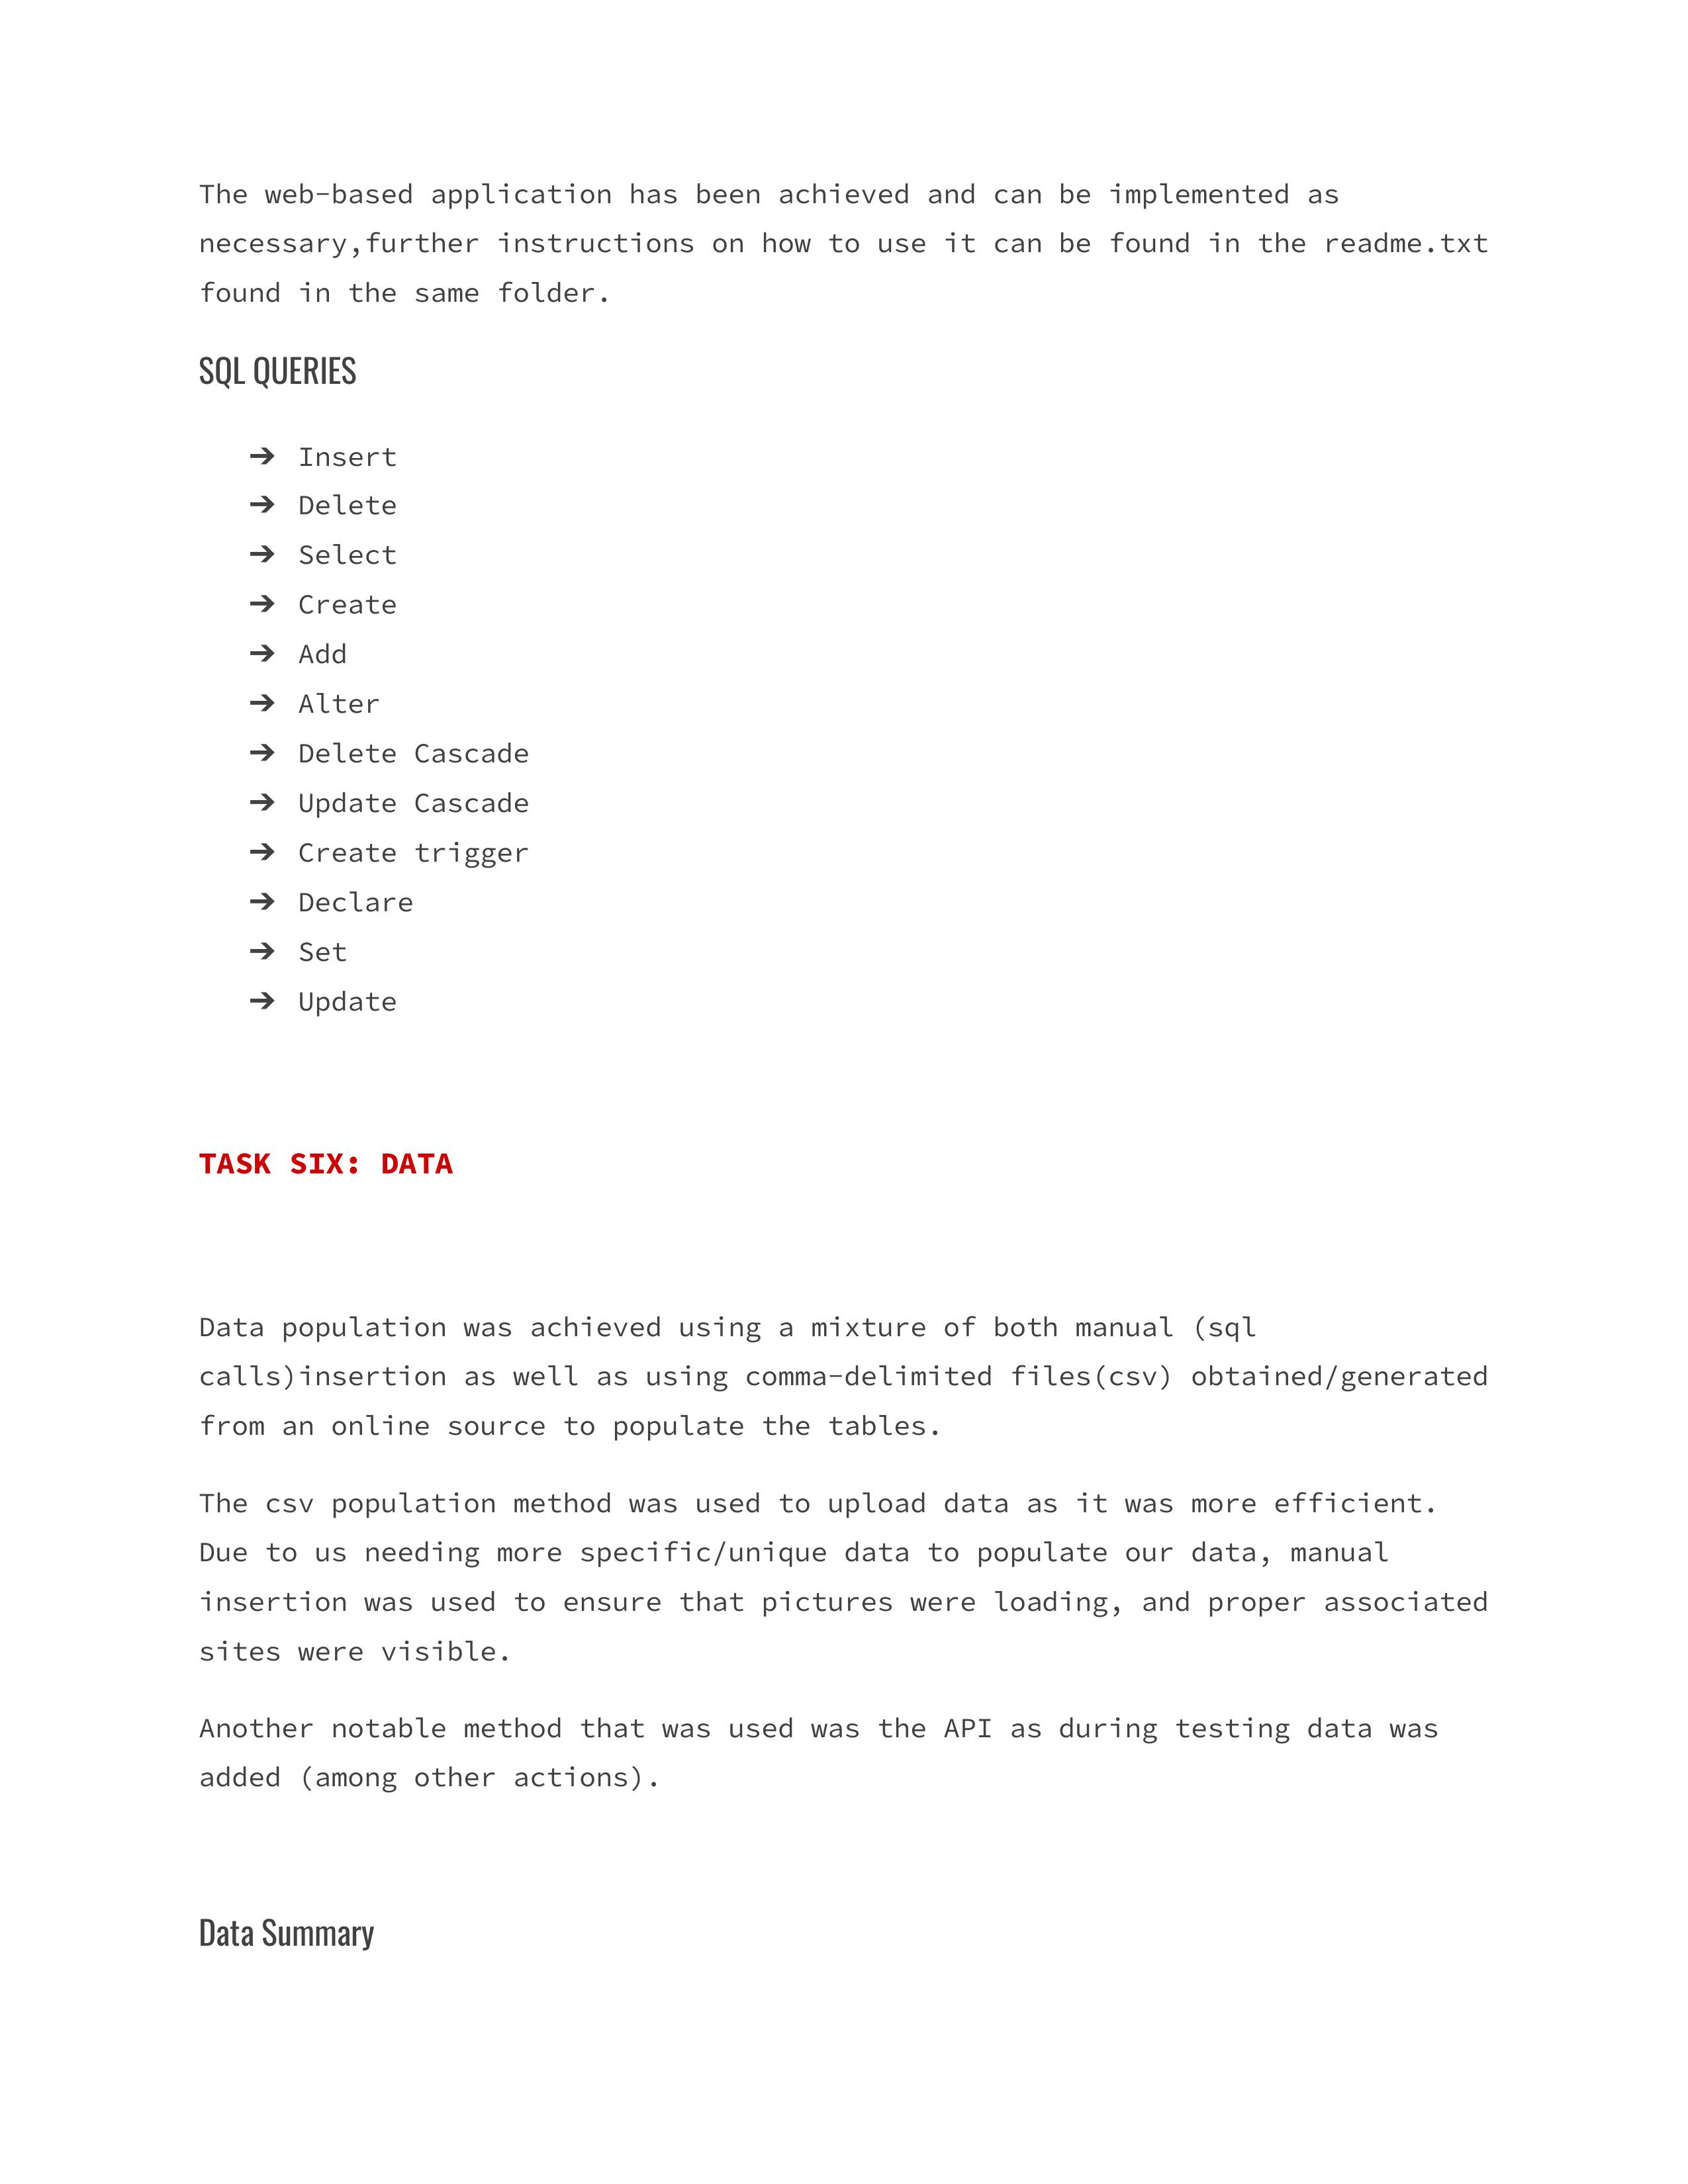 The web-based application has been achieved and can be implemented as
necessary,further instructions on how to use it can be found in the readme.txt
found in the same folder.
SQL QUERIES
➔ Insert
➔ Delete
➔ Select
➔ Create
➔ Add
➔ Alter
➔ Delete Cascade
➔ Update Cascade
➔ Create trigger
➔ Declare
➔ Set
➔ Update
TASK SIX: DATA
Data population was achieved using a mixture of both manual (sql
calls)insertion as well as using comma-delimited files(csv) obtained/generated
from an online source to populate the tables.
The csv population method was used to upload data as it was more efficient.
Due to us needing more specific/unique data to populate our data, manual
insertion was used to ensure that pictures were loading, and proper associated
sites were visible.
Another notable method that was used was the API as during testing data was
added (among other actions).
Data Summary